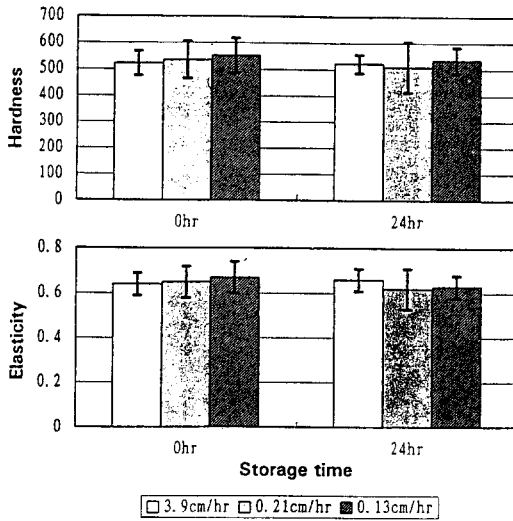 700
600
500
400
300
200
100
0
Hardness
0hr 24hr
0.8
0.6
0.4
0.2
0
Elasticity
0hr 24hr
Storage time
3.9cm/hr 0.21cm/hr 0.13cm/hr